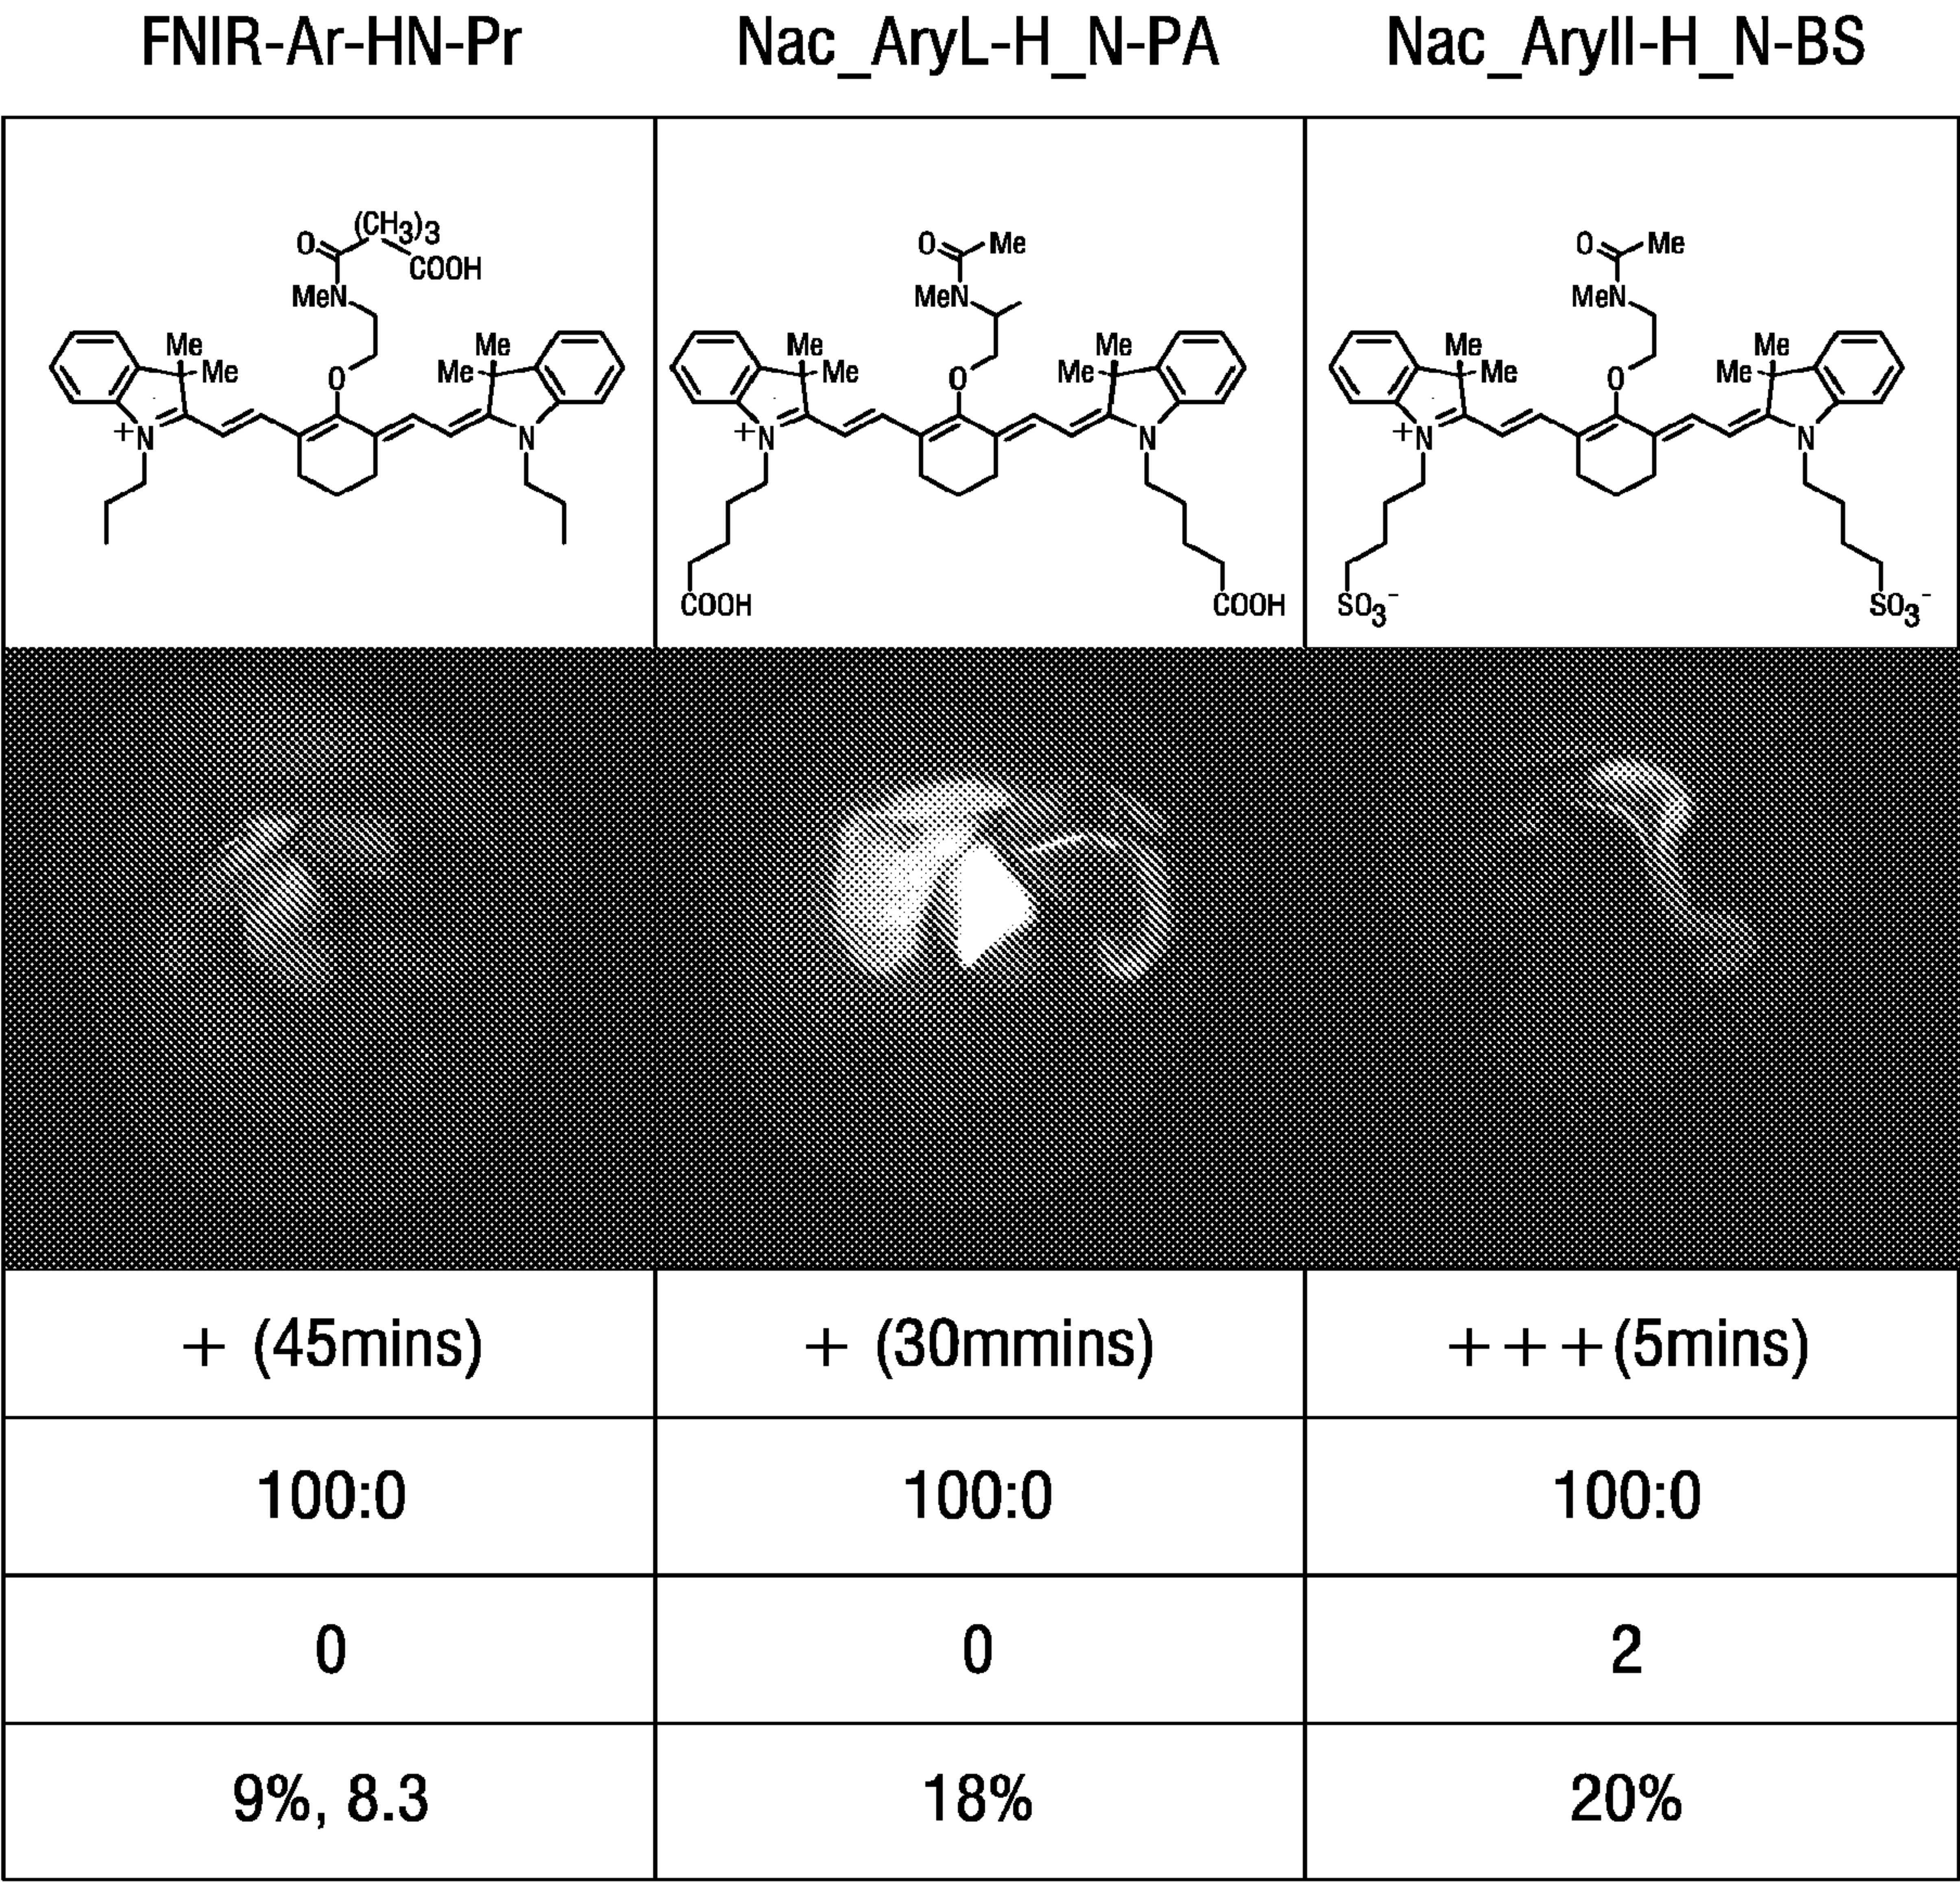 FNIR-Ar-HN-Pr
Nac_AryL-H_N-PA
Nac_AryII-H_N-BS
(CH3)3
O
COOH
MeN
Me
Me
Me
Me
O
+N
N
O
Me
MeN
Me
Me
Me
Me
O
+N
N
COOH
COOH
O
Me
MeN
Me
Me
Me
Me
O
+N
N
SO3-
SO3-
+ (45mins)
+ (30mmins)
+++(5mins)
100:0
100:0
100:0
0
0
2
9%, 8.3
18%
20%